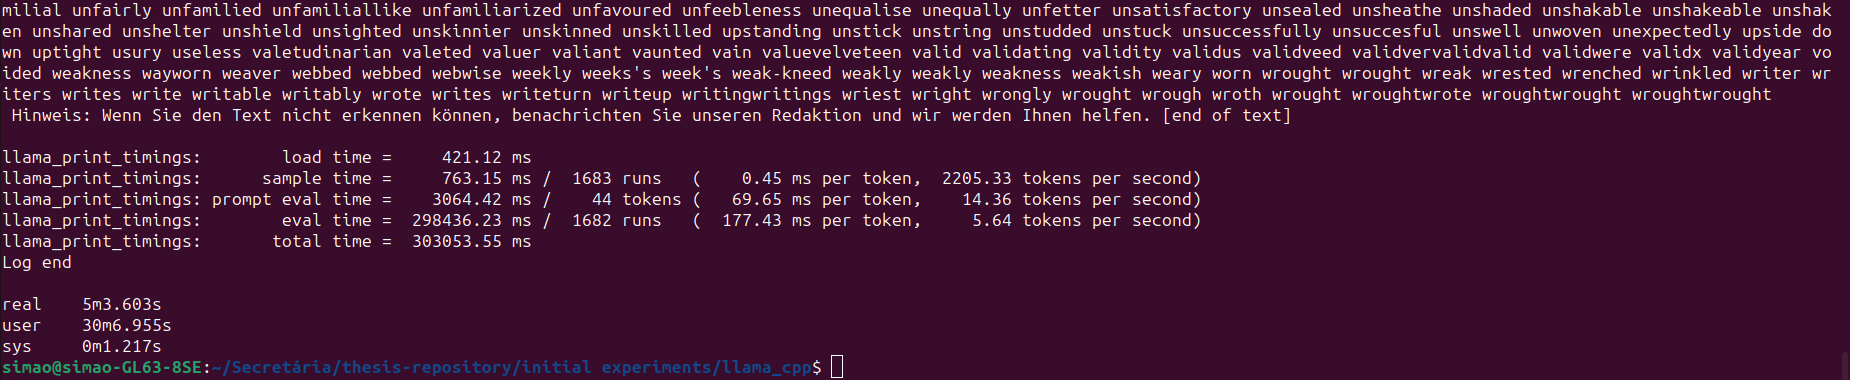 milial unfairly unfamilied unfamiliallike unfamiliarized unfavoured unfeebleness unequalise unequally unfetter unsatisfactory unsealed unsheathe unshaded unshakable unshakeable unshak
en unshared unshelter unshield unsighted unskinnier unskinned unskilled upstanding unstick unstring unstudded unstuck unsuccessfully unsuccesful unswell unwoven unexpectedly upside do
wn uptight usury useless valetudinarian valeted valuer valiant vaunted vain valuevelveteen valid validating validity validus validveed validvervalidvalid validwere validx validyear vo
ided weakness wayworn weaver webbed webbed webwise weekly weeks's week's weak-kneed weakly weakly weakness weakish weary worn wrought wrought wreak wrested wrenched wrinkled writer wr
iters writes write writable writably wrote writes writeturn writeup writingwritings wriest wright wrongly wrought wrough wroth wrought wroughtwrote wroughtwrought wroughtwrought
Hinweis: Wenn Sie den Text nicht erkennen können, benachrichten Sie unseren Redaktion und wir werden Ihnen helfen. [end of text]
llama_print_timings:        load time =     421.12 ms
llama_print_timings:      sample time =     763.15 ms /  1683 runs   (    0.45 ms per token,  2205.33 tokens per second)
llama_print_timings: prompt eval time =    3064.42 ms /    44 tokens (   69.65 ms per token,    14.36 tokens per second)
llama_print_timings:        eval time =  298436.23 ms /  1682 runs   (  177.43 ms per token,     5.64 tokens per second)
llama_print_timings:       total time =  303053.55 ms
Log end
real    5m3.603s
user    30m6.955s
sys     0m1.217s
simao@simao-GL63-8SE:~/Secretária/thesis-repository/initial experiments/llama_cpp$